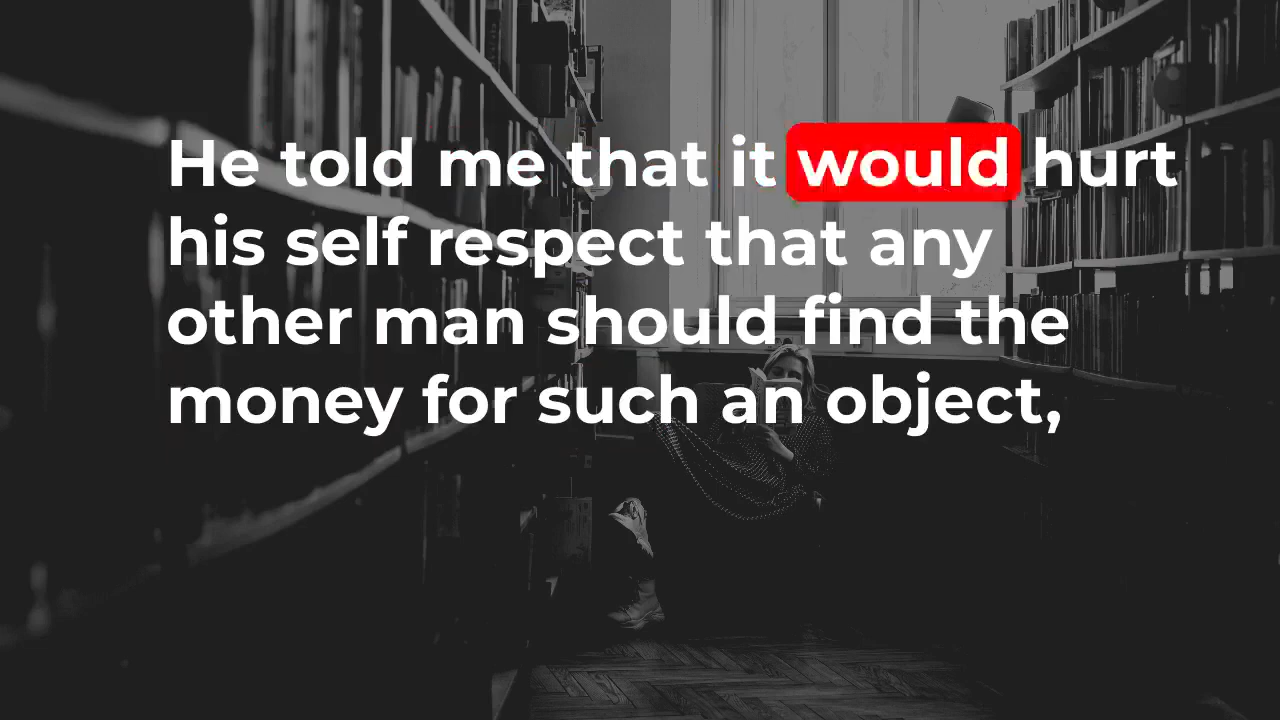 He told me that it would hurt
his self respect that any
other man should find the
money for such an object,